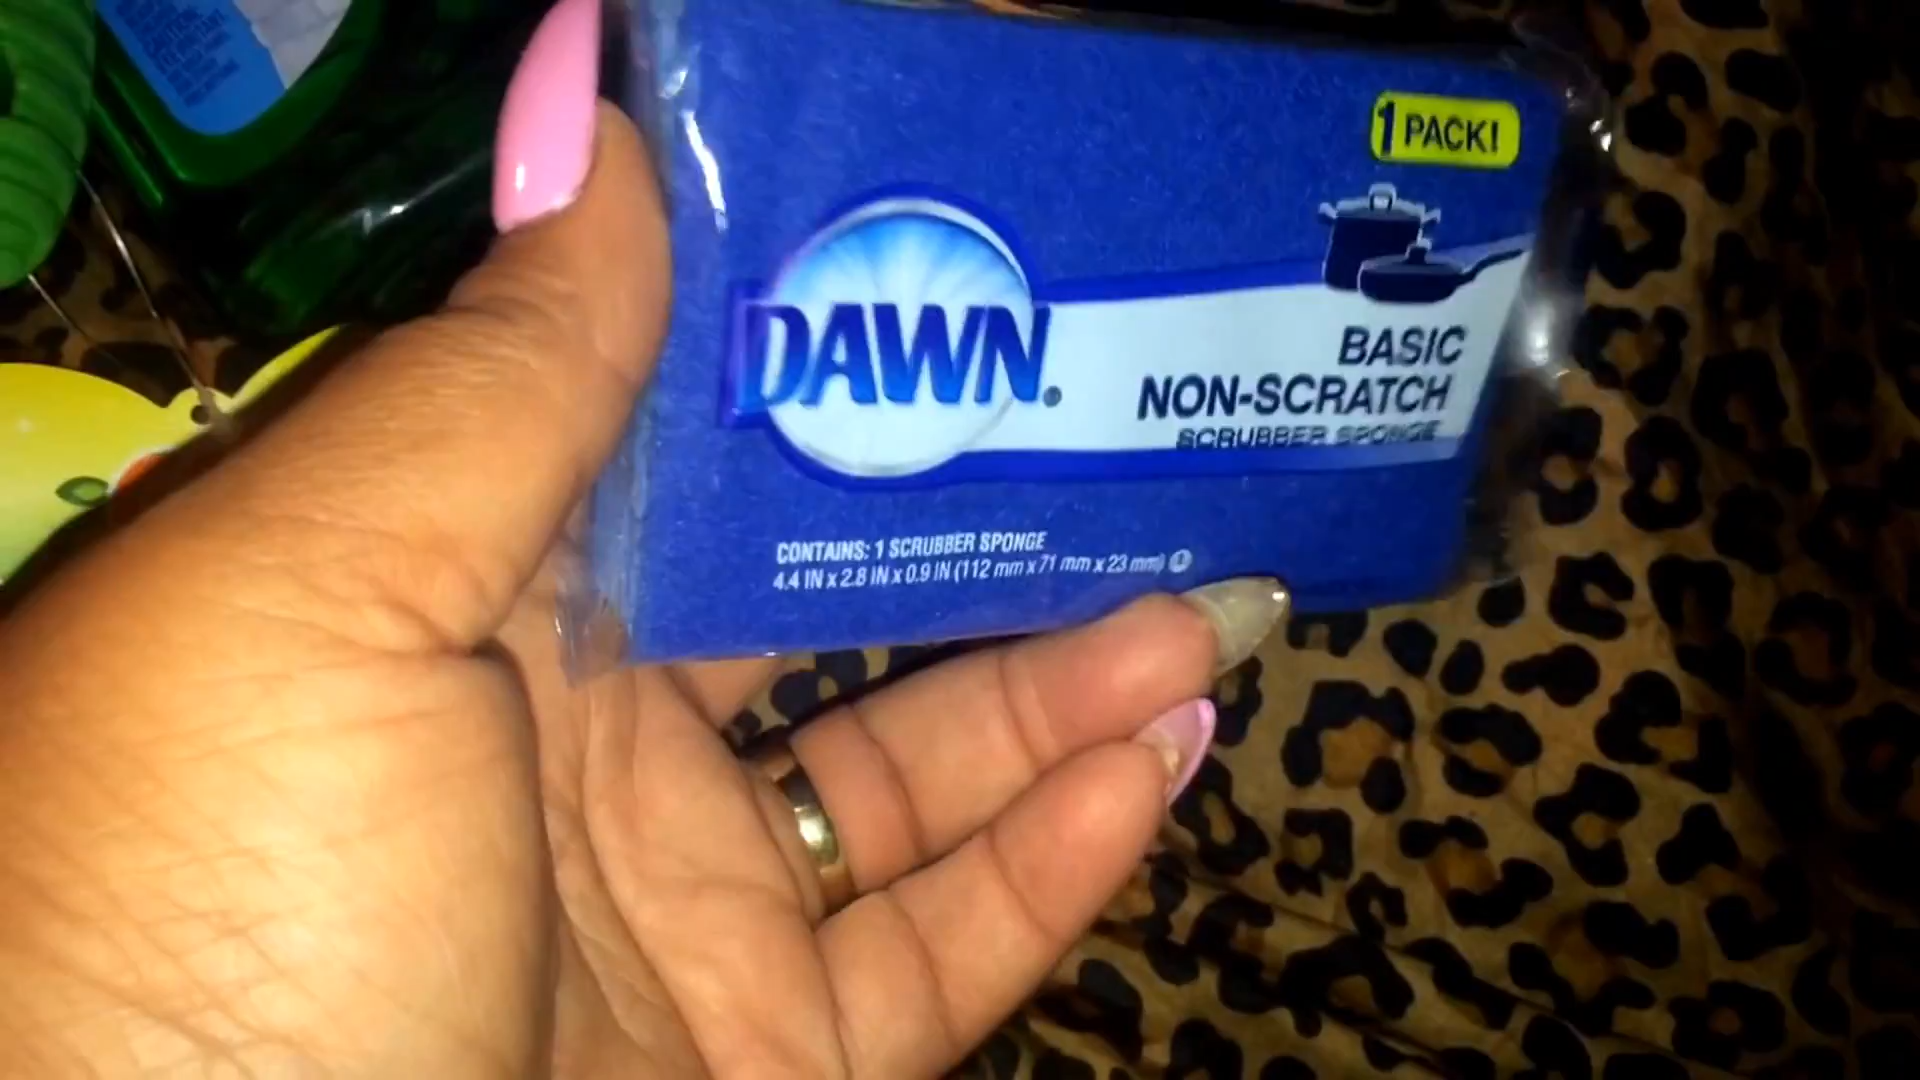 1 PACK!
DAWN®
BASIC
NON-SCRATCH
SCRUBBER SPONGE
CONTAINS: 1 SCRUBBER SPONGE
4.4 IN x 2.8 IN x 0.9 IN (112 mm x 71 mm x 23 mm)